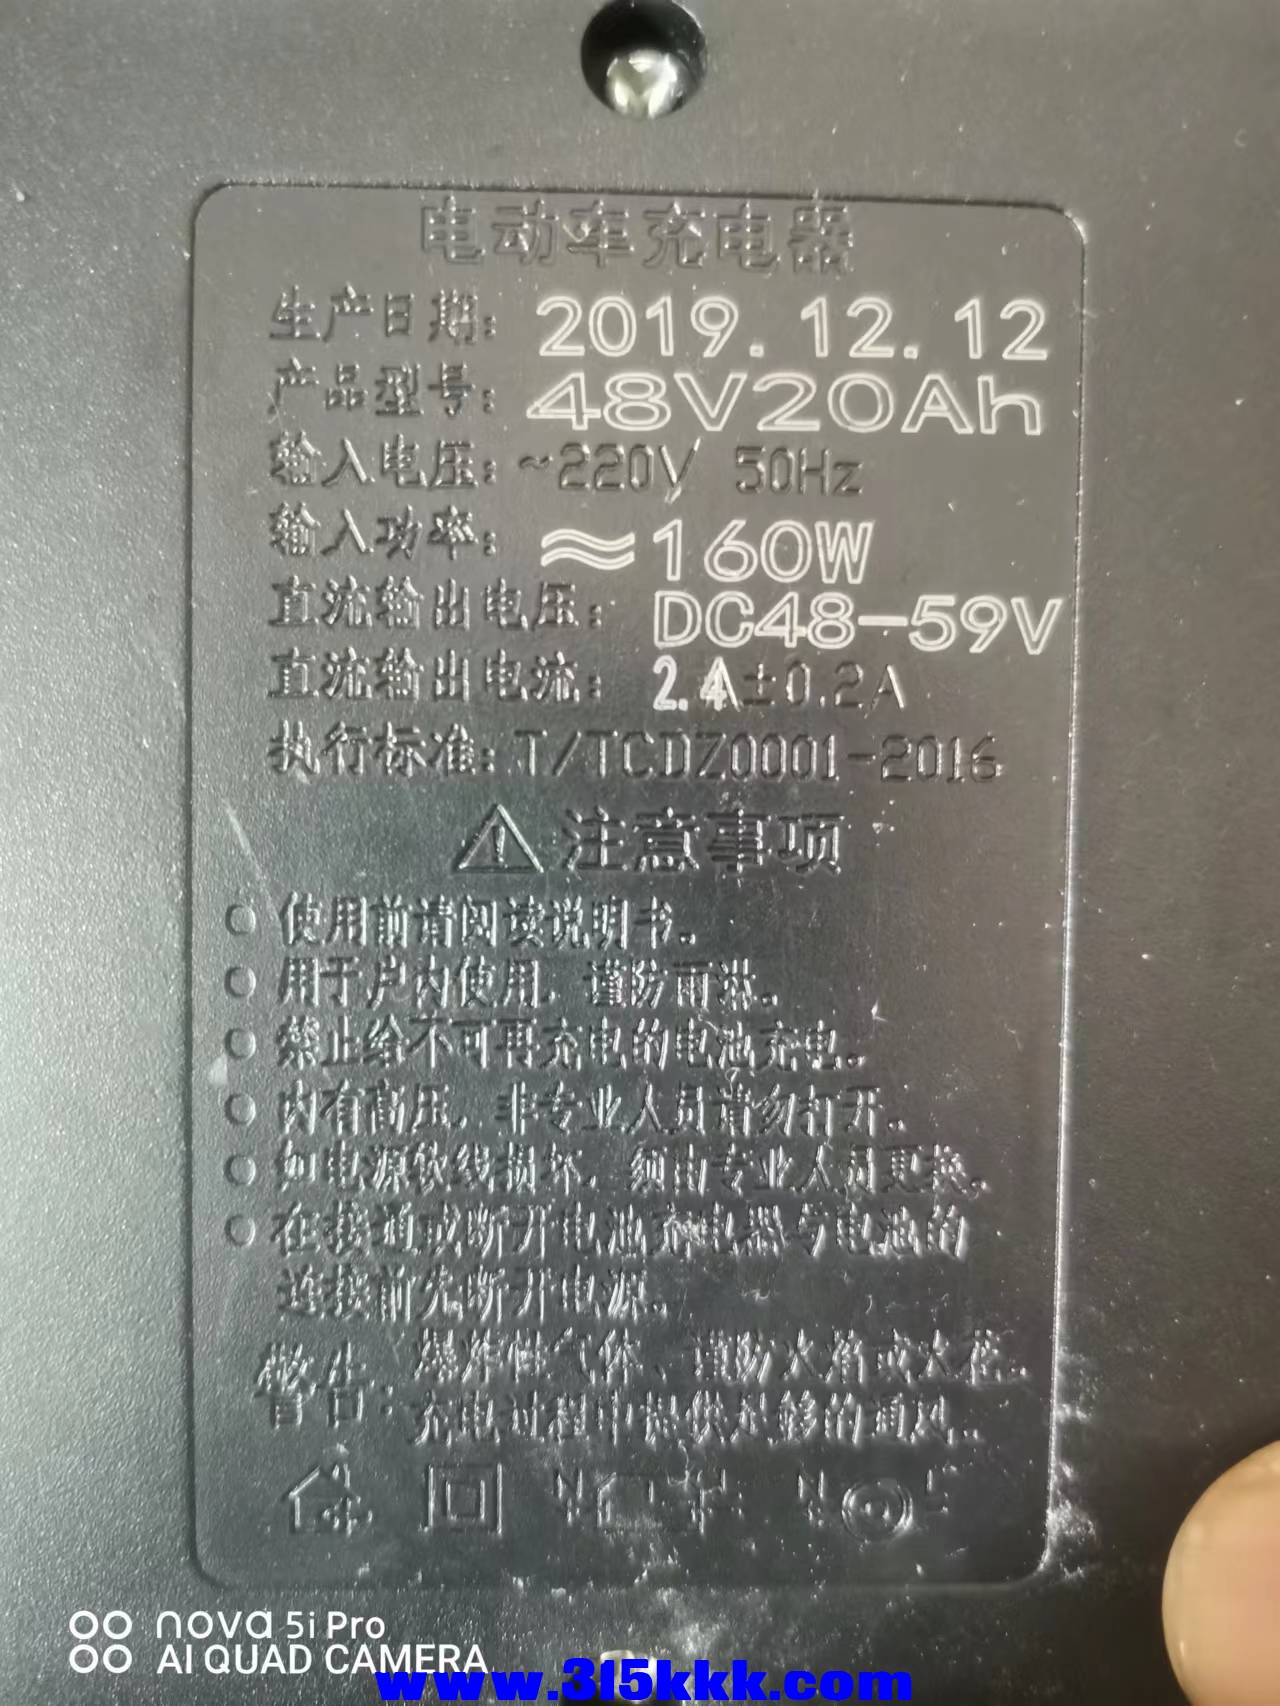 电动车充电器
生产日期: 2019.12.12
产品型号: 48V20Ah
输入电压: ~220V 50Hz
输入功率: ≈160W
直流输出电压: DC48-59V
直流输出电流: 2.4A±0.2A
执行标准: T/TCDZ0001-2016
注意事项
使用前请阅读说明书。
用于户内使用，谨防雨淋。
禁止给不可再充电的电池充电。
内有高压，非专业人员请勿打开。
如电源软线损坏，须由专业人员更换。
在接通或断开电池充电器与电池的
连接前先断开电源。
警告: 爆炸性气体、谨防火焰或火花。
充电过程中提供足够的通风。
nova 5i Pro
AI QUAD CAMERA
www.315kkk.com